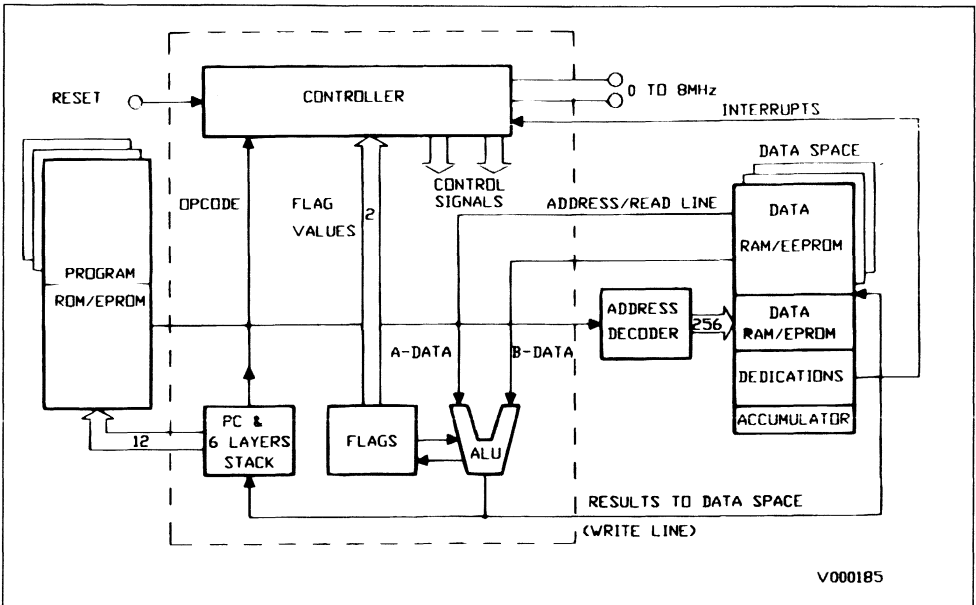 RESET
CONTROLLER
0 TO 8MHz
INTERRUPTS
OPCODE
FLAG
VALUES
2
CONTROL
SIGNALS
DATA SPACE
ADDRESS/READ LINE
DATA
RAM/EEPROM
PROGRAM
ROM/EPROM
ADDRESS
DECODER
256
DATA
RAM/EPROM
A-DATA
B-DATA
DEDICATIONS
ACCUMULATOR
12
PC &
6 LAYERS
STACK
FLAGS
ALU
RESULTS TO DATA SPACE
(WRITE LINE)
V000185